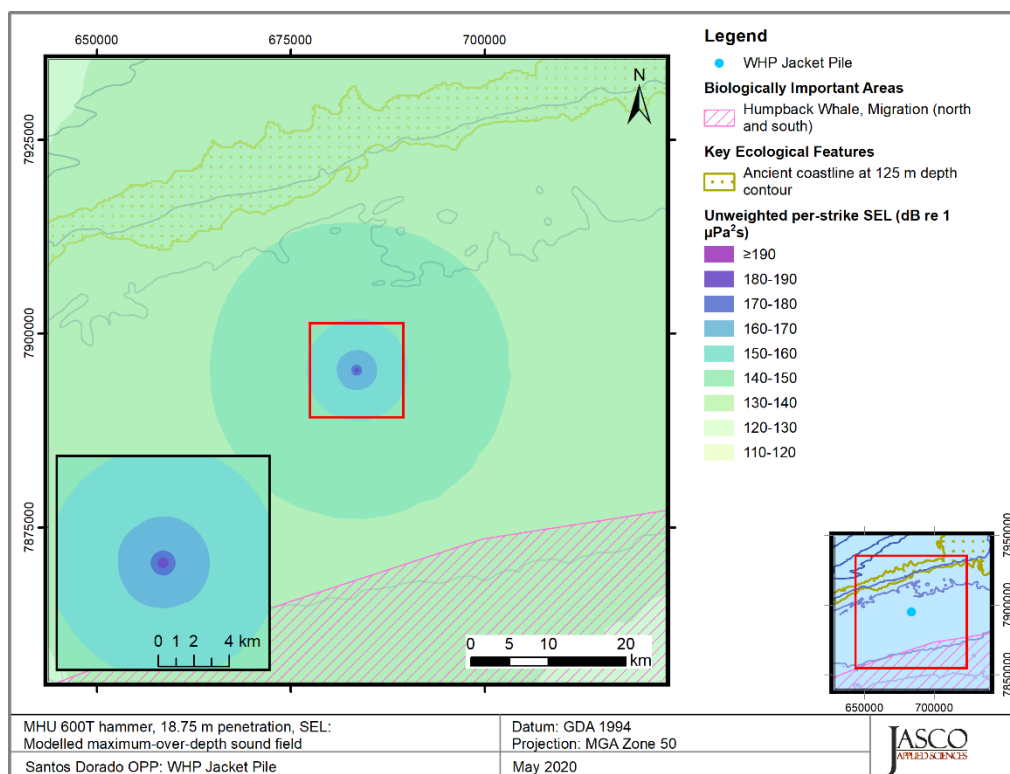 650000
675000
700000
7925000
7900000
7875000
N
0 1 2 4 km
0 5 10 20
km
Legend
WHP Jacket Pile
Biologically Important Areas
Humpback Whale, Migration (north
and south)
Key Ecological Features
Ancient coastline at 125 m depth
contour
Unweighted per-strike SEL (dB re 1
µPa²s)
≥190
180-190
170-180
160-170
150-160
140-150
130-140
120-130
110-120
7950000
7900000
7850000
650000
700000
MHU 600T hammer, 18.75 m penetration, SEL:
Modelled maximum-over-depth sound field
Santos Dorado OPP: WHP Jacket Pile
Datum: GDA 1994
Projection: MGA Zone 50
May 2020
JASCO
APPLIED SCIENCES